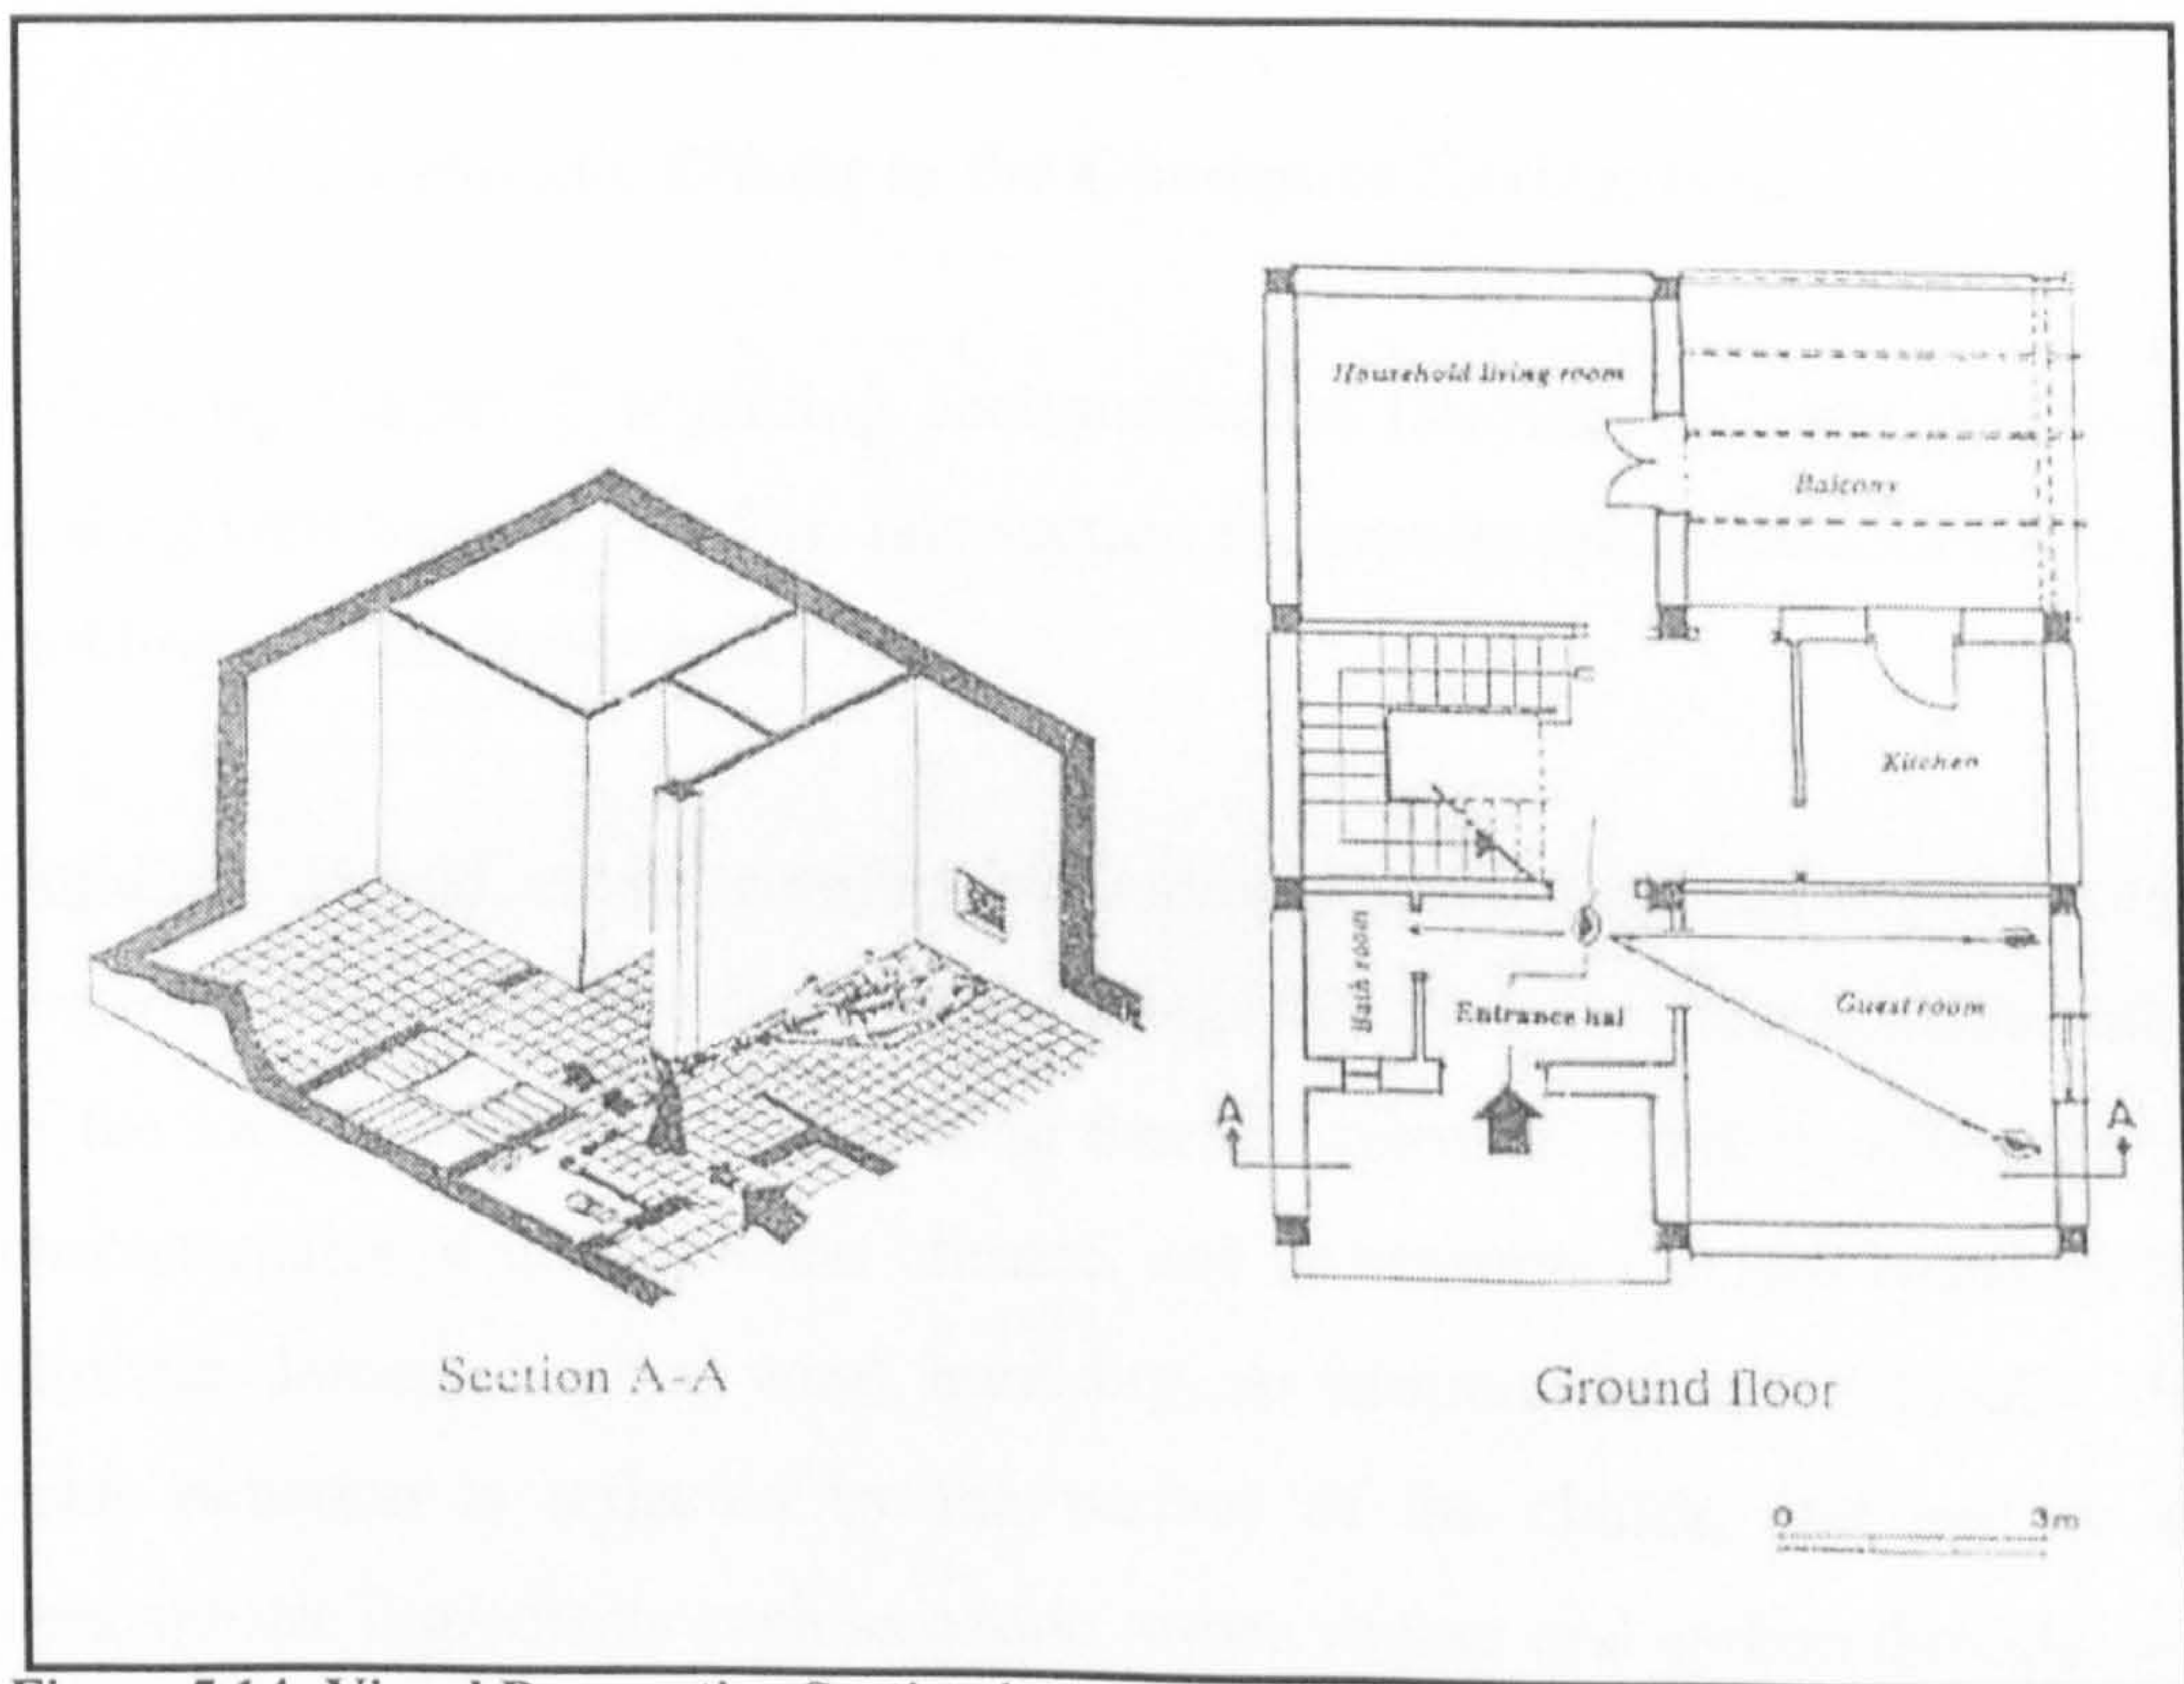 Household living room
Balcony
Kitchen
Bath room
Entrance hal
Guest room
A
A
Section A-A
Ground floor
0 3m